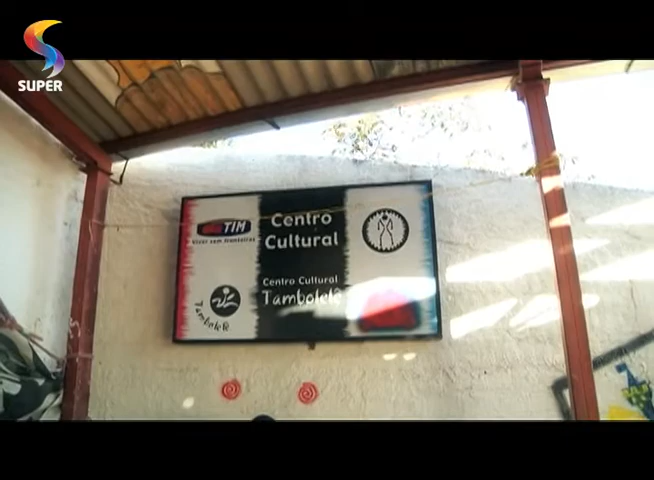 SUPER
TIM
Viver sem fronteiras
Centro
Cultural
Centro Cultural
Tambolelê
Tambolelê